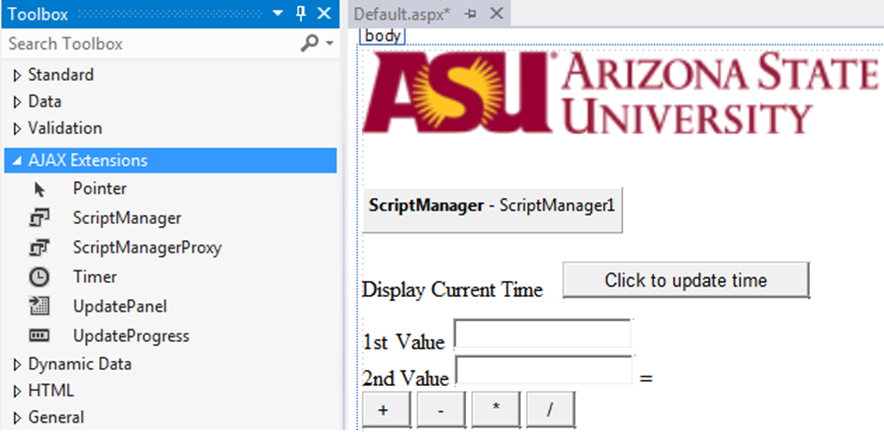 Toolbox
Search Toolbox
Standard
Data
Validation
AJAX Extensions
Pointer
ScriptManager
ScriptManagerProxy
Timer
UpdatePanel
UpdateProgress
Dynamic Data
HTML
General
Default.aspx*
body
ASU ARIZONA STATE
UNIVERSITY
ScriptManager - ScriptManager1
Display Current Time Click to update time
1st Value
2nd Value =
+ - * /